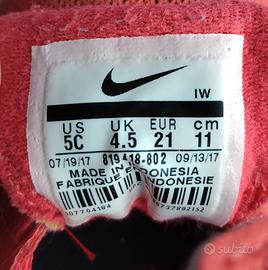 IW
US UK EUR cm
5C 4.5 21 11
07/19/17 819418-802 09/13/17
MADE IN INDONESIA
FABRIQUE INDONESIE
subito